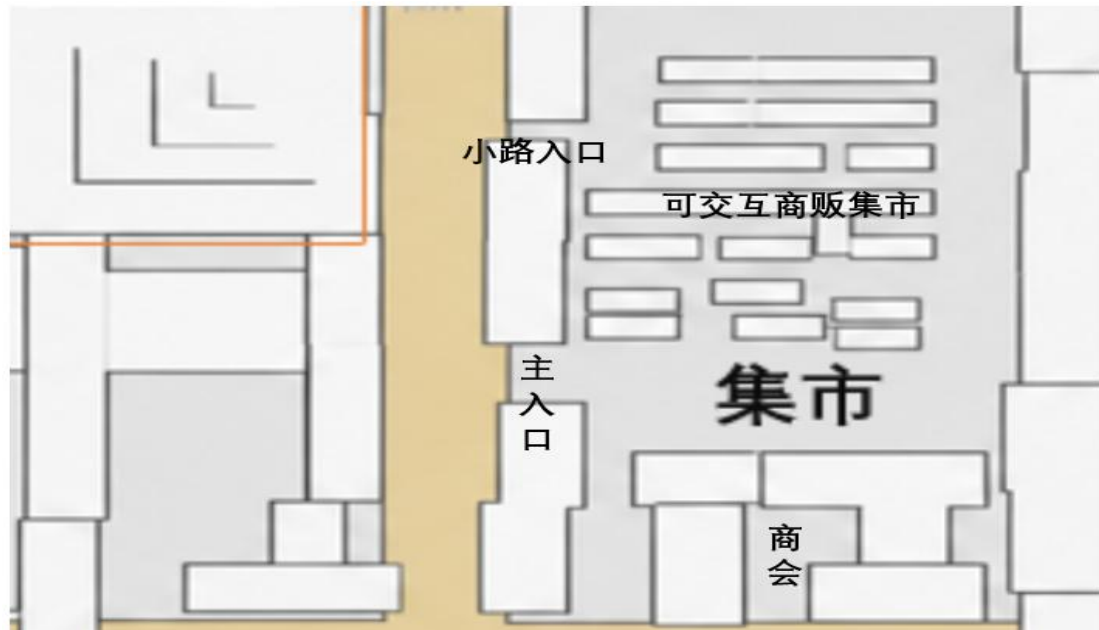 小路入口
可交互商贩集市
主入口
集市
商会